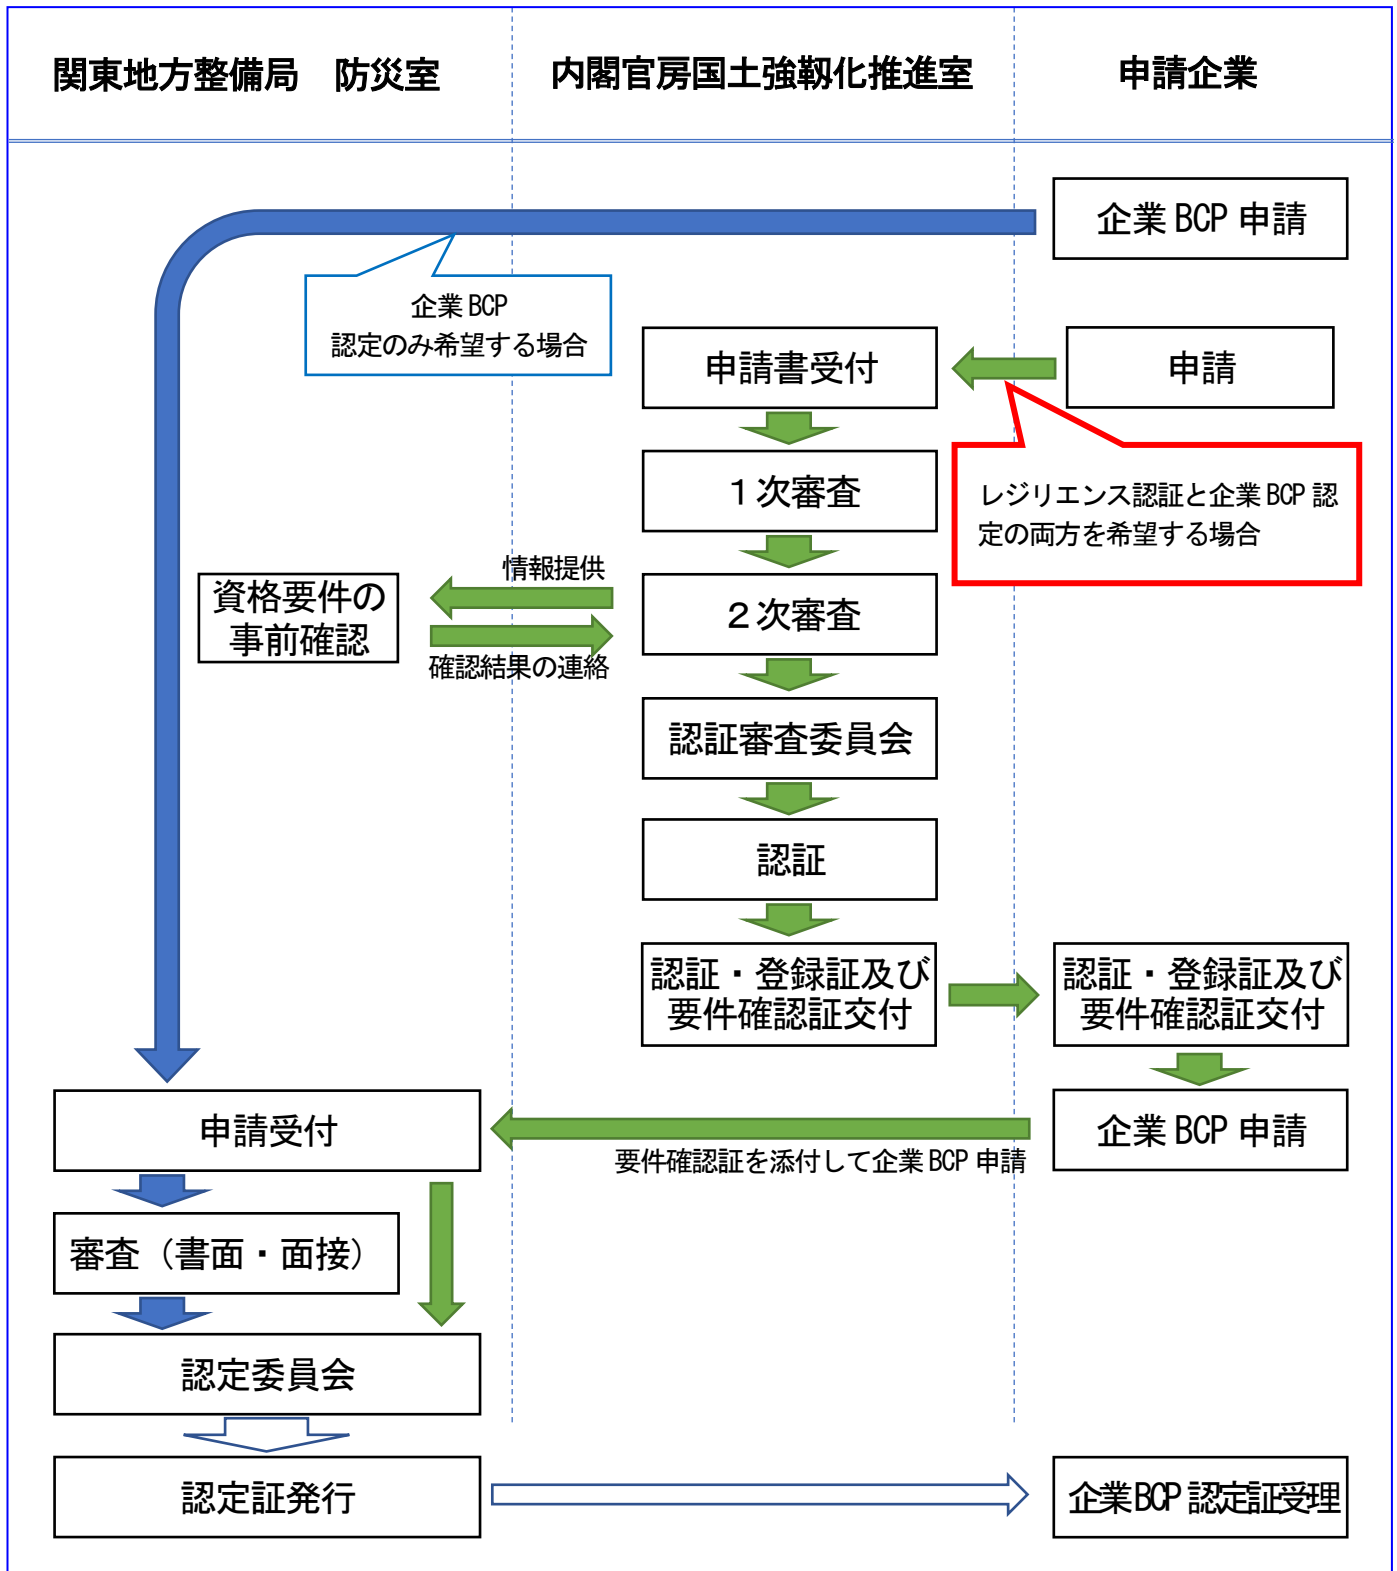 関東地方整備局　防災室
内閣官房国土強靱化推進室
申請企業
企業 BCP 申請
企業 BCP
認定のみ希望する場合
申請書受付
申請
１次審査
レジリエンス認証と企業 BCP 認
定の両方を希望する場合
情報提供
資格要件の
事前確認
２次審査
確認結果の連絡
認証審査委員会
認証
認証・登録証及び
要件確認証交付
認証・登録証及び
要件確認証交付
申請受付
企業 BCP 申請
要件確認証を添付して企業 BCP 申請
審査（書面・面接）
認定委員会
認定証発行
企業 BCP 認定証受理